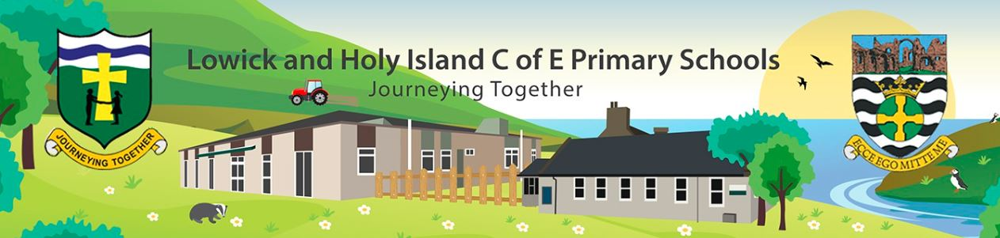 Lowick and Holy Island C of E Primary Schools
Journeying Together
JOURNEYING TOGETHER
ECCE EGO MITTE ME